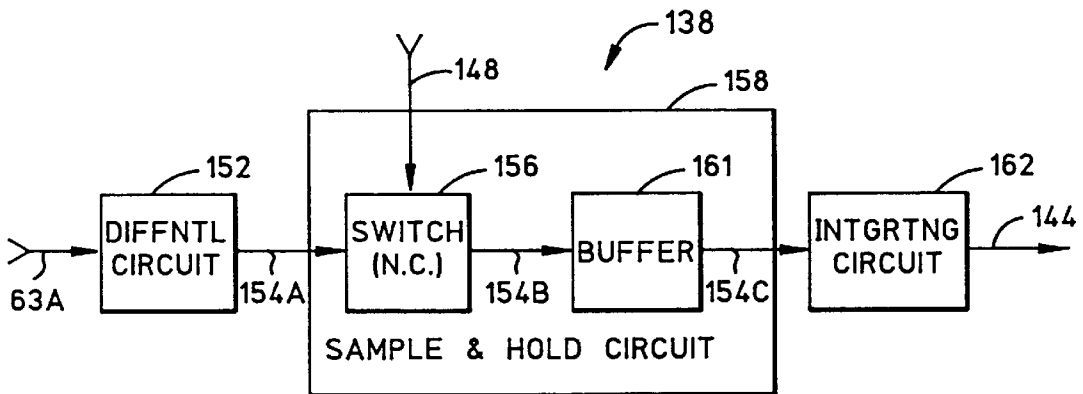 138
148
158
152
156
161
162
144
DIFFNTL
CIRCUIT
SWITCH
(N.C.)
BUFFER
INTGRTNG
CIRCUIT
63A
154A
154B
154C
SAMPLE & HOLD CIRCUIT